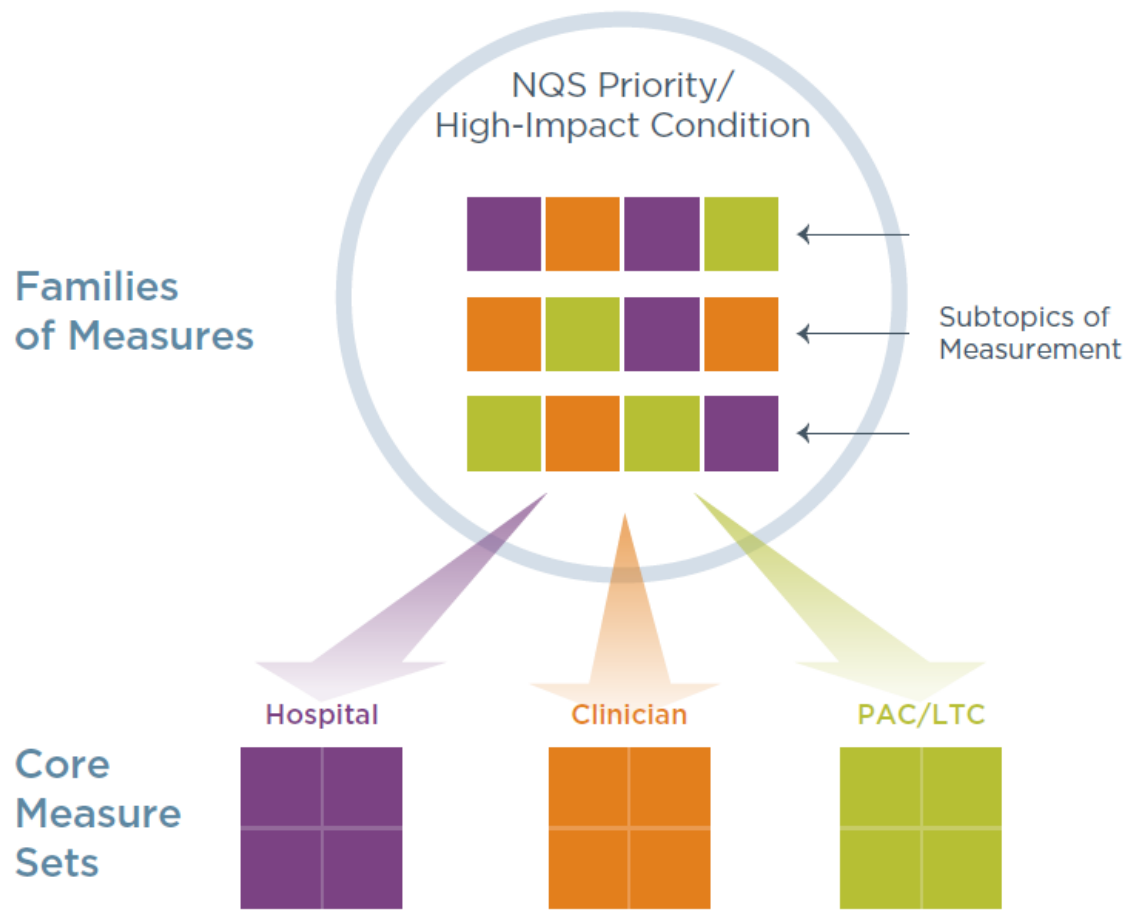 NQS Priority/
High-Impact Condition
Families
of Measures
Subtopics of
Measurement
Hospital
Clinician
PAC/LTC
Core
Measure
Sets